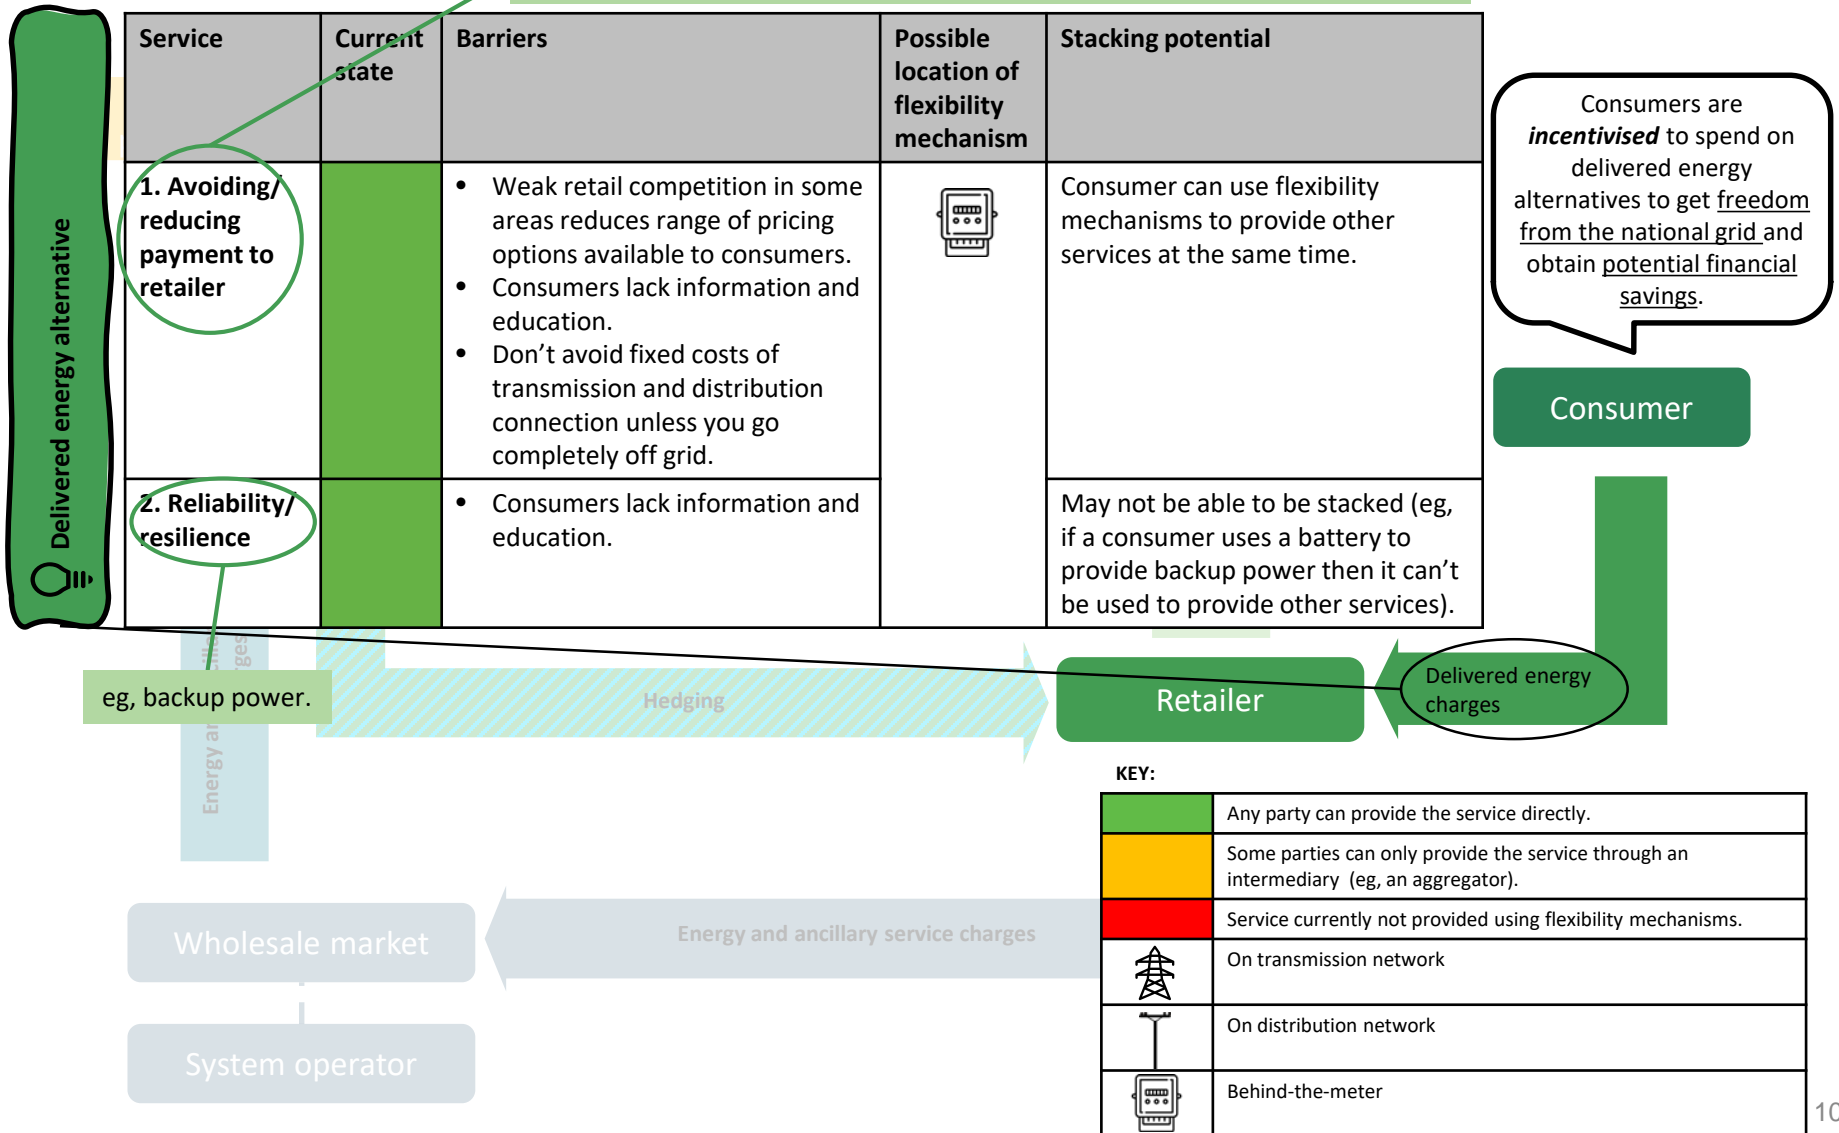 Service
Current
state
Barriers
Possible
location of
flexibility
mechanism
Stacking potential
Delivered energy alternative
1. Avoiding/
reducing
payment to
retailer
• Weak retail competition in some
areas reduces range of pricing
options available to consumers.
• Consumers lack information and
education.
• Don't avoid fixed costs of
transmission and distribution
connection unless you go
completely off grid.
Consumer can use flexibility
mechanisms to provide other
services at the same time.
2. Reliability/
resilience
• Consumers lack information and
education.
May not be able to be stacked (eg,
if a consumer uses a battery to
provide backup power then it can't
be used to provide other services).
Consumers are
incentivised to spend on
delivered energy
alternatives to get freedom
from the national grid and
obtain potential financial
savings.
Consumer
eg, backup power.
Hedging
Retailer
Delivered energy
charges
Energy
Wholesale market
Energy and ancillary service charges
System operator
KEY:
Any party can provide the service directly.
Some parties can only provide the service through an
intermediary (eg, an aggregator).
Service currently not provided using flexibility mechanisms.
On transmission network
On distribution network
Behind-the-meter
10